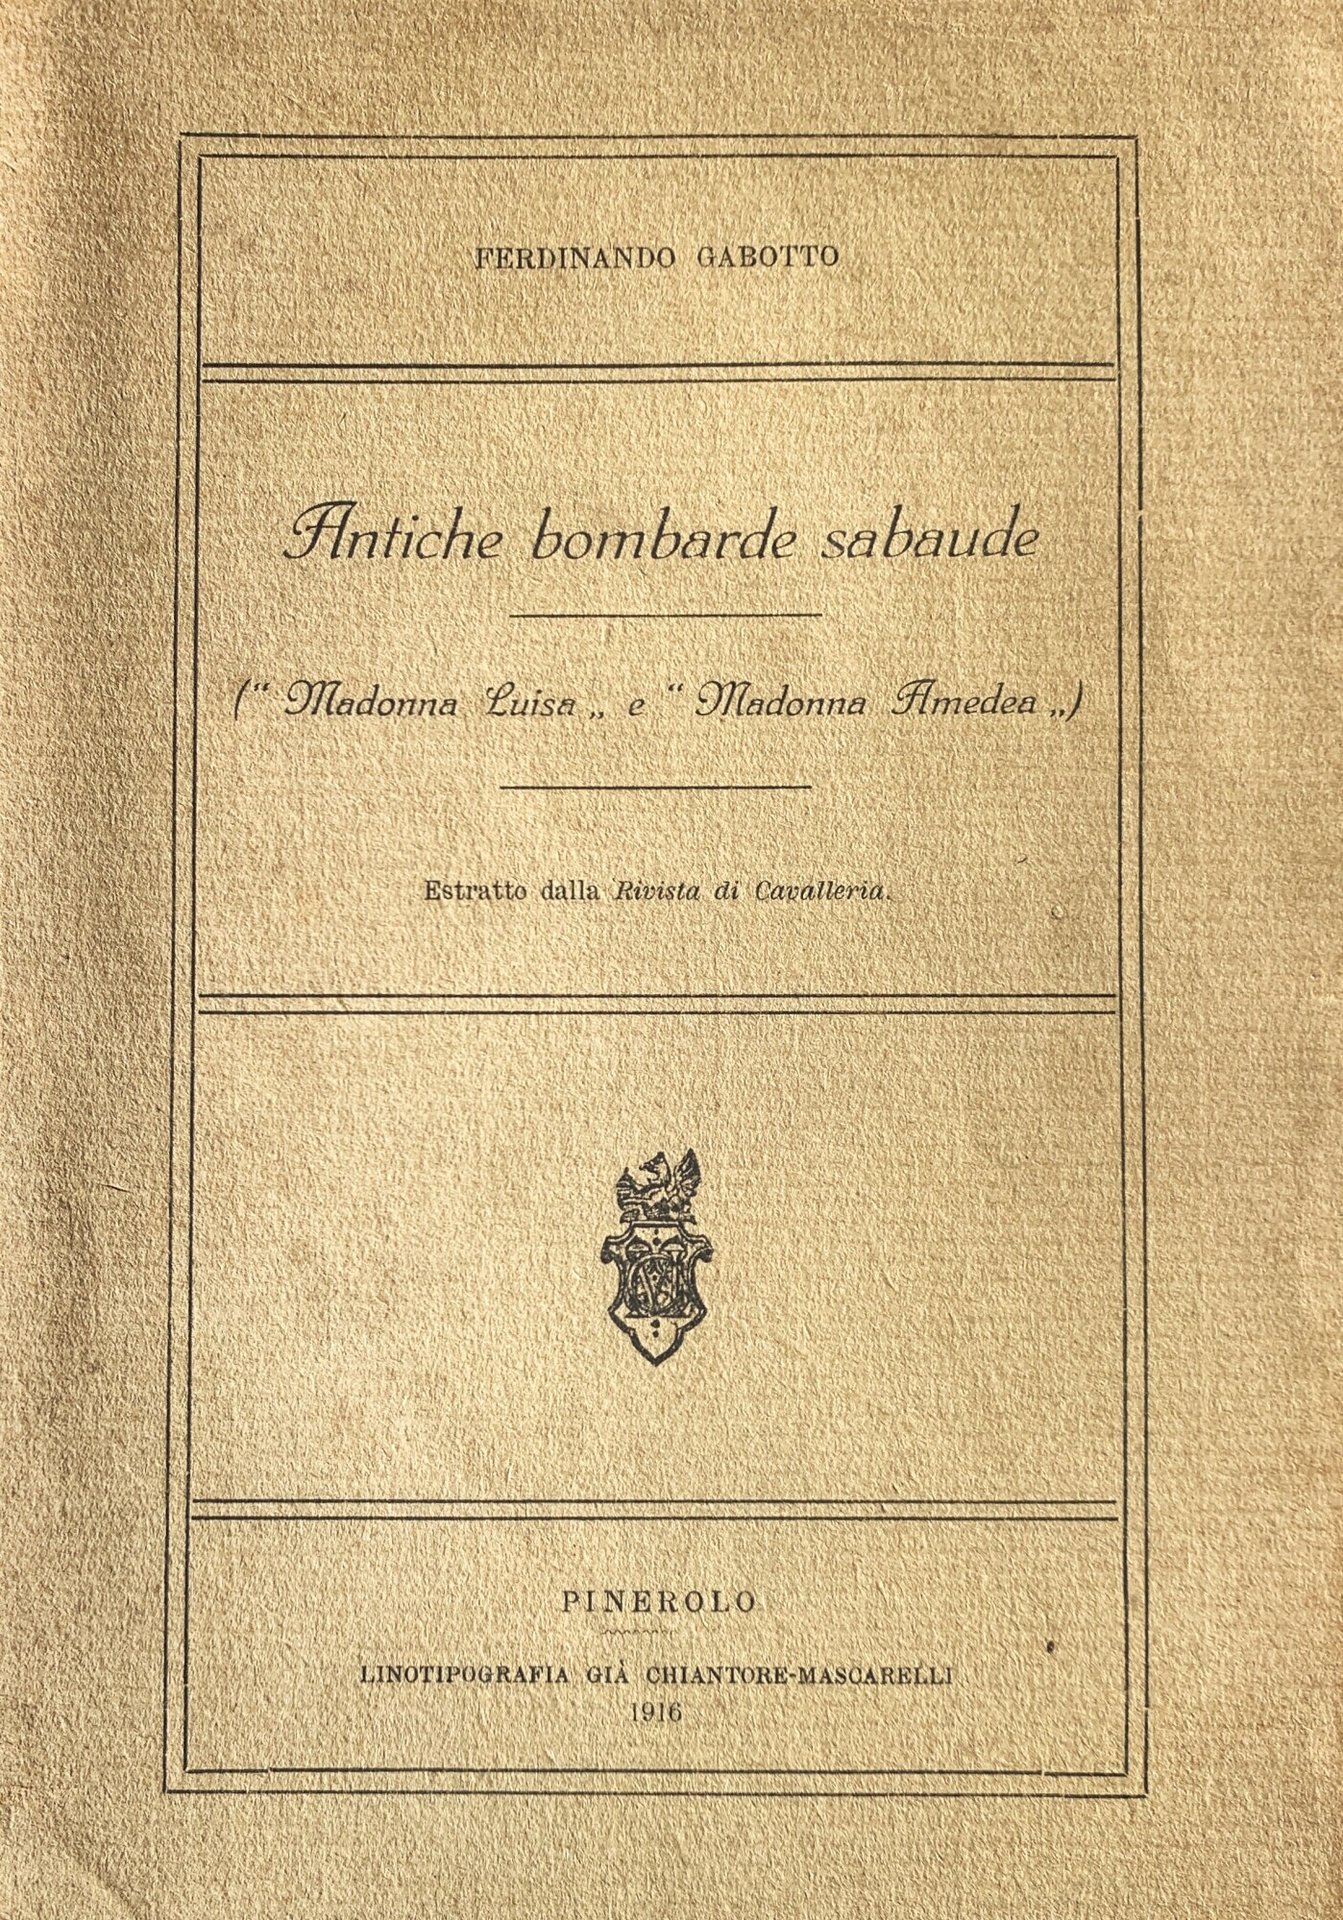 FERDINANDO GABOTTO
Antiche bombarde sabaude
(“ Madonna Luisa „ e “ Madonna Amedea „)
Estratto dalla Rivista di Cavalleria.
PINEROLO
LINOTIPOGRAFIA GIÀ CHIANTORE-MASCARELLI
1916